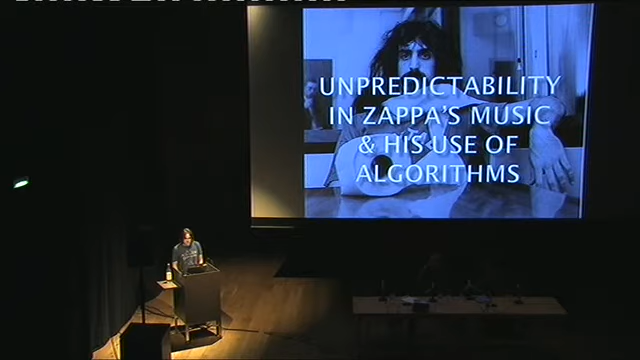 UNPREDICTABILITY
IN ZAPPA'S MUSIC
& HIS USE OF
ALGORITHMS